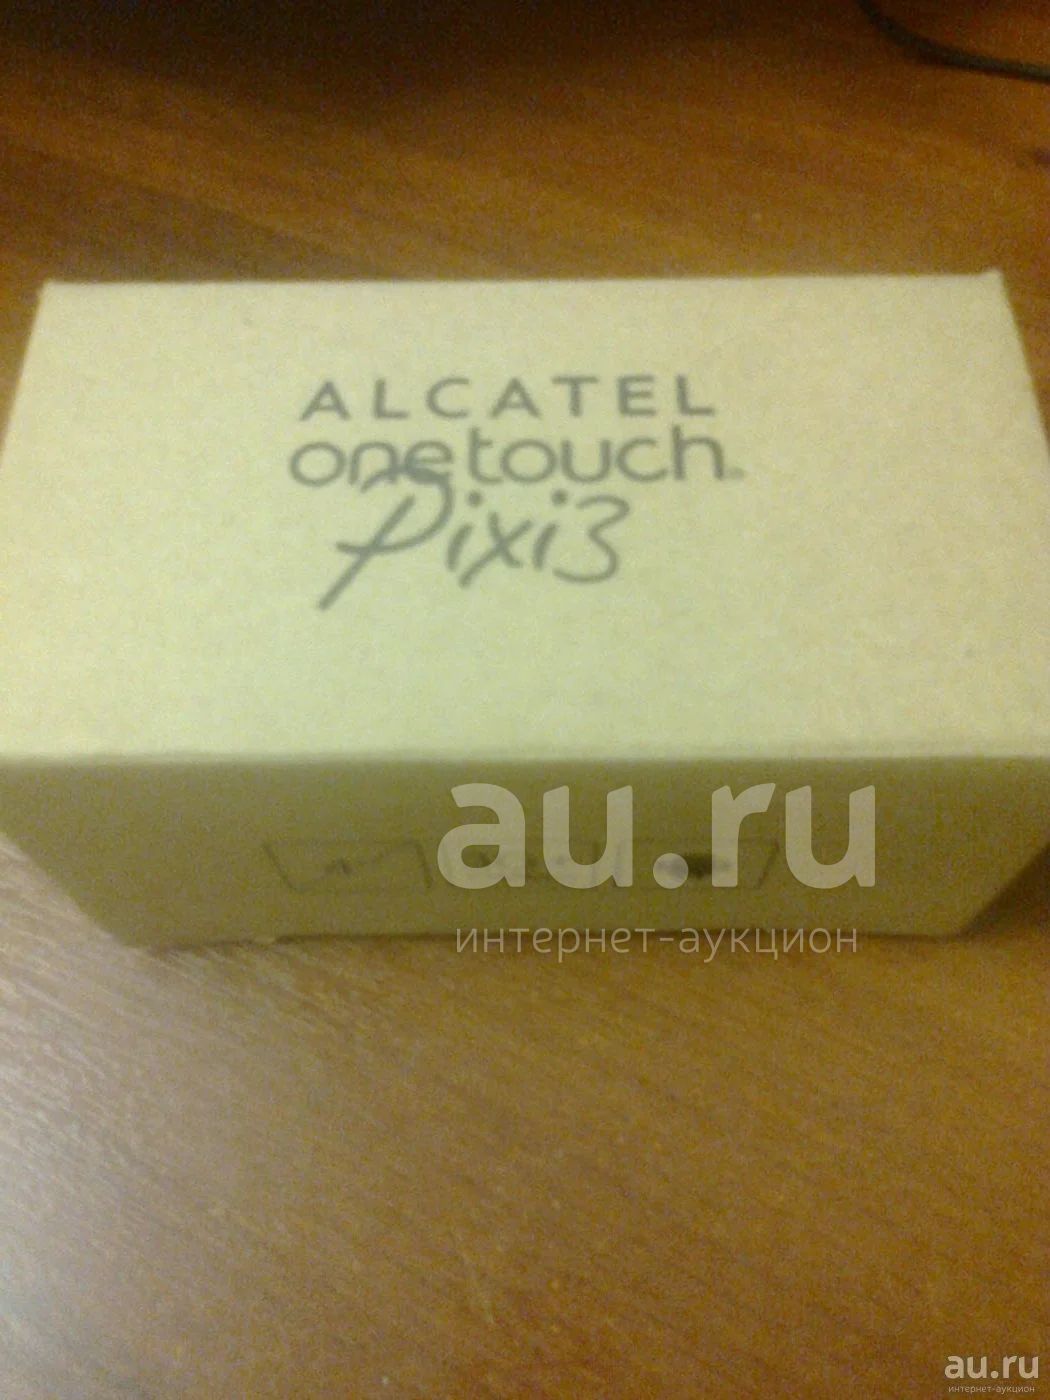 ALCATEL
onetouch
Pixi3
au.ru
интернет-аукцион
au.ru
интернет-аукцион